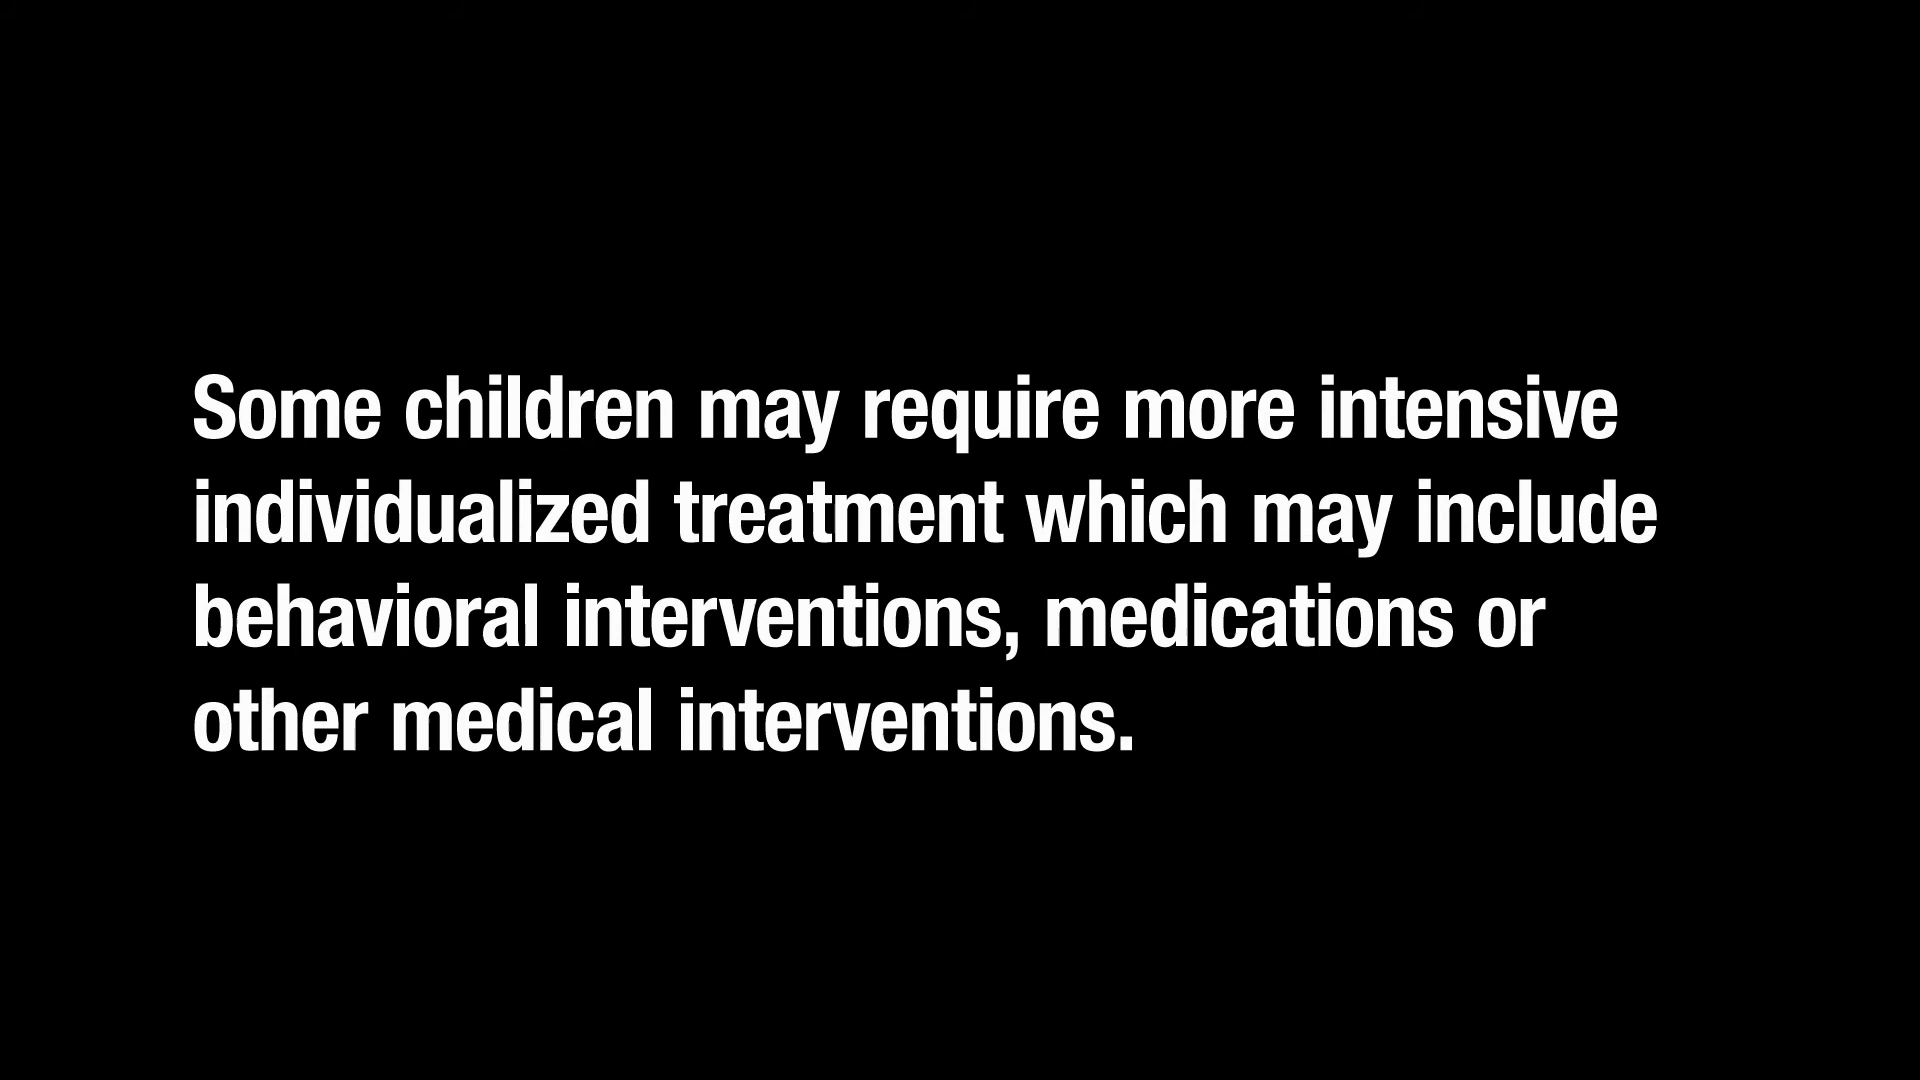 Some children may require more intensive
individualized treatment which may include
behavioral interventions, medications or
other medical interventions.